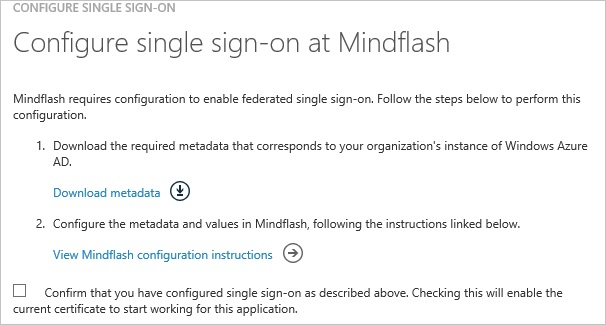 CONFIGURE SINGLE SIGN-ON
Configure single sign-on at Mindflash
Mindflash requires configuration to enable federated single sign-on. Follow the steps below to perform this
configuration.
1. Download the required metadata that corresponds to your organization's instance of Windows Azure
AD.
Download metadata
2. Configure the metadata and values in Mindflash, following the instructions linked below.
View Mindflash configuration instructions
Confirm that you have configured single sign-on as described above. Checking this will enable the
current certificate to start working for this application.